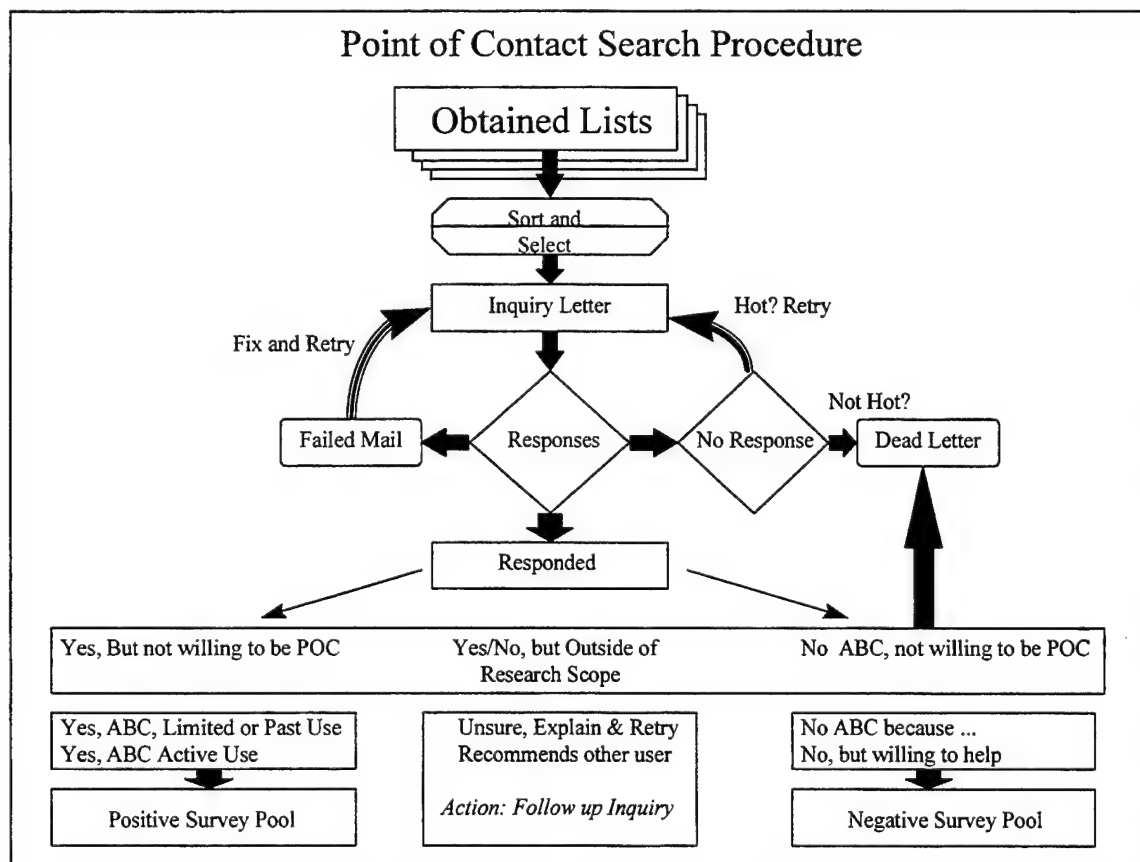 Point of Contact Search Procedure
Obtained Lists
Sort and
Select
Inquiry Letter
Hot? Retry
Fix and Retry
Not Hot?
Failed Mail
Responses
No Response
Dead Letter
Responded
Yes, But not willing to be POC
Yes/No, but Outside of
Research Scope
No ABC, not willing to be POC
Yes, ABC, Limited or Past Use
Yes, ABC Active Use
Unsure, Explain & Retry
Recommends other user
Action: Follow up Inquiry
No ABC because ...
No, but willing to help
Positive Survey Pool
Negative Survey Pool